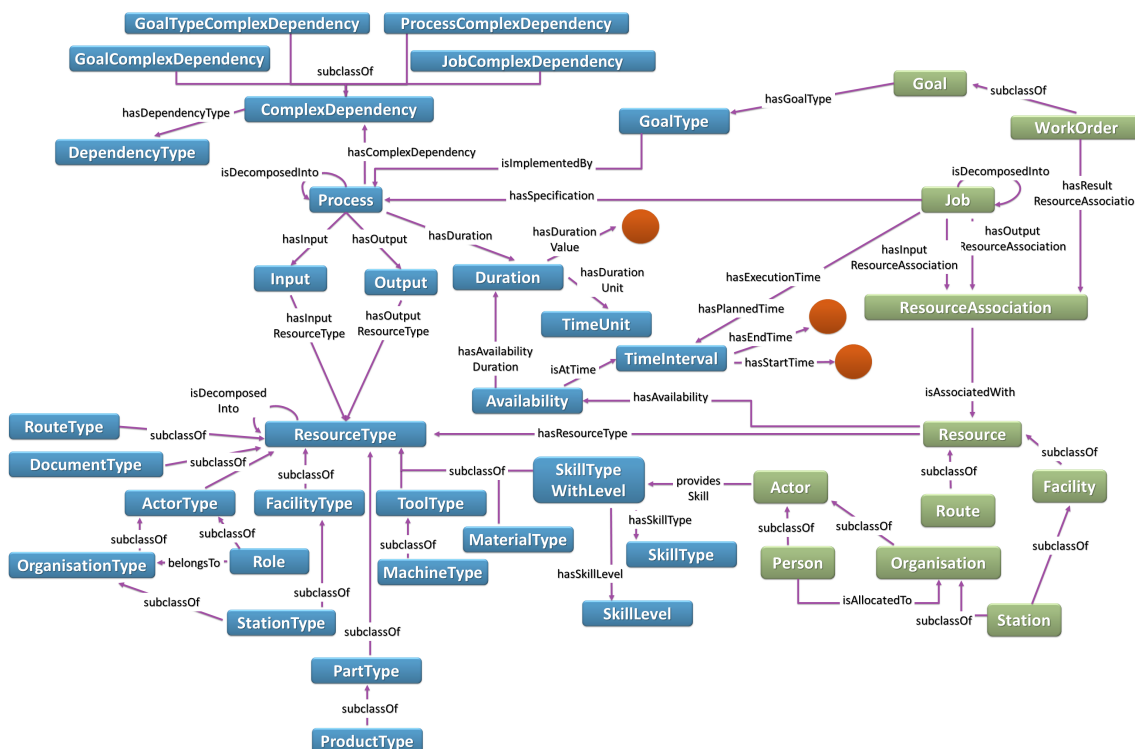 GoalTypeComplexDependency
ProcessComplexDependency
GoalComplexDependency
JobComplexDependency
subclassOf
hasDependencyType
ComplexDependency
DependencyType
hasComplexDependency
hasGoalType
Goal
subclassOf
GoalType
WorkOrder
isImplementedBy
isDecomposedInto
Process
hasSpecification
isDecomposedInto
Job
hasResult
ResourceAssociation
hasInput
hasOutput
hasDuration
hasDuration
Value
hasInput
ResourceAssociation
hasOutput
ResourceAssociation
Input
Output
Duration
hasDuration
Unit
hasExecutionTime
hasInput
ResourceType
hasOutput
ResourceType
TimeUnit
hasPlannedTime
ResourceAssociation
hasEndTime
hasAvailability
Duration
isAtTime
TimeInterval
hasStartTime
isDecomposed
Into
Availability
hasAvailability
isAssociatedWith
RouteType
subclassOf
ResourceType
hasResourceType
Resource
DocumentType
subclassOf
subclassOf
SkillType
WithLevel
provides
Skill
Actor
subclassOf
subclassOf
Facility
ActorType
FacilityType
ToolType
Route
subclassOf
subclassOf
subclassOf
MaterialType
hasSkillType
SkillType
subclassOf
subclassOf
subclassOf
OrganisationType
belongsTo
Role
MachineType
hasSkillLevel
Person
Organisation
subclassOf
subclassOf
isAllocatedTo
StationType
SkillLevel
subclassOf
Station
subclassOf
PartType
subclassOf
ProductType